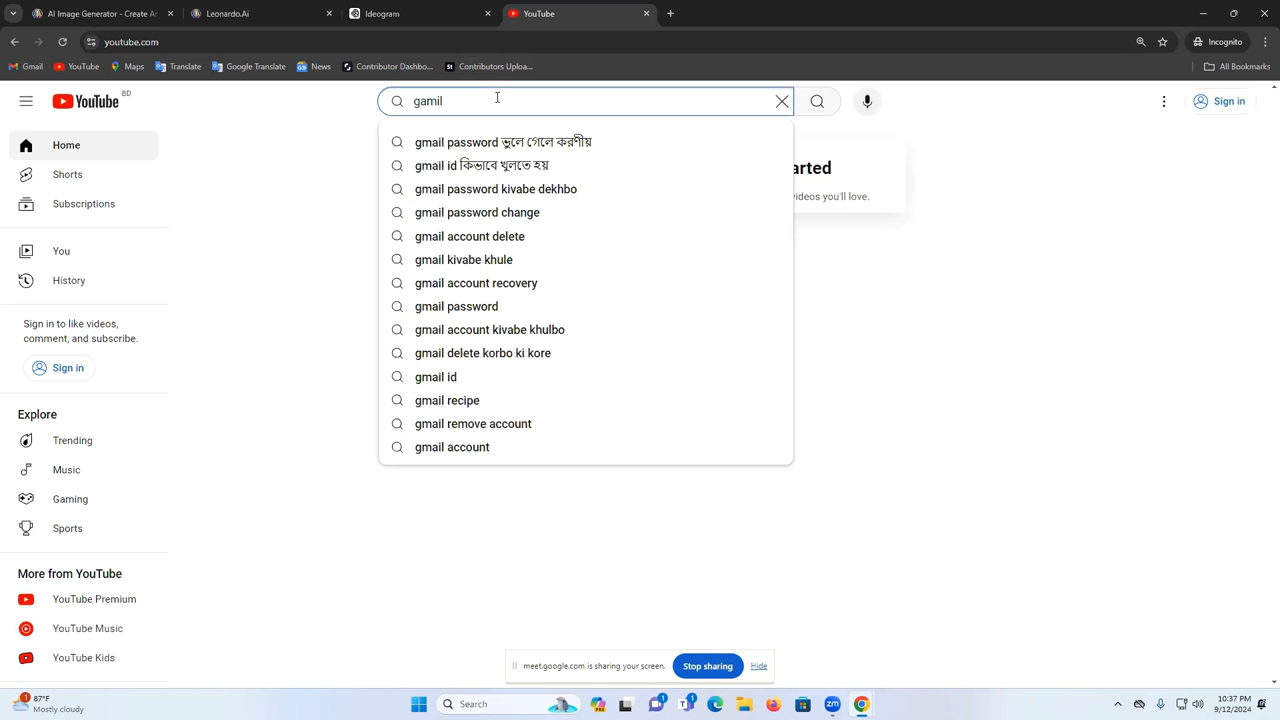 AI Image Generator - Create Ar
Leonardo.Ai
Ideogram
YouTube
youtube.com
Incognito
Gmail
YouTube
Maps
Translate
Google Translate
News
Contributor Dashbo...
Contributors Uploa...
All Bookmarks
YouTube BD
gamil
Sign in
Home
Shorts
Subscriptions
You
History
Sign in to like videos,
comment, and subscribe.
Sign in
Explore
Trending
Music
Gaming
Sports
More from YouTube
YouTube Premium
YouTube Music
YouTube Kids
gmail password ভুলে গেলে করণীয়
gmail id কিভাবে খুলতে হয়
gmail password kivabe dekhbo
gmail password change
gmail account delete
gmail kivabe khule
gmail account recovery
gmail password
gmail account kivabe khulbo
gmail delete korbo ki kore
gmail id
gmail recipe
gmail remove account
gmail account
arted
videos you'll love.
meet.google.com is sharing your screen.
Stop sharing
Hide
1
87°F
Mostly cloudy
Search
PRE
1
1
zm
10:37 PM
9/12/2024